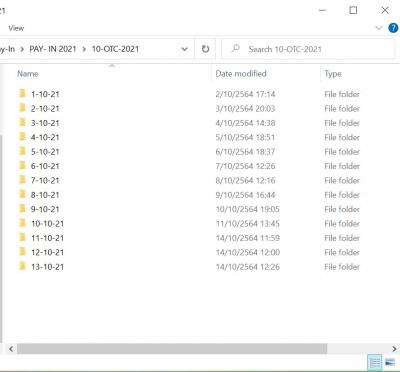 21
View
y-In > PAY- IN 2021 > 10-OTC-2021
Search 10-OTC-2021
Name Date modified Type
1-10-21 2/10/2564 17:14 File folder
2-10-21 3/10/2564 20:03 File folder
3-10-21 4/10/2564 14:38 File folder
4-10-21 5/10/2564 18:51 File folder
5-10-21 6/10/2564 18:37 File folder
6-10-21 7/10/2564 12:26 File folder
7-10-21 8/10/2564 12:16 File folder
8-10-21 9/10/2564 16:44 File folder
9-10-21 10/10/2564 19:05 File folder
10-10-21 11/10/2564 13:45 File folder
11-10-21 14/10/2564 11:59 File folder
12-10-21 14/10/2564 12:00 File folder
13-10-21 14/10/2564 12:26 File folder